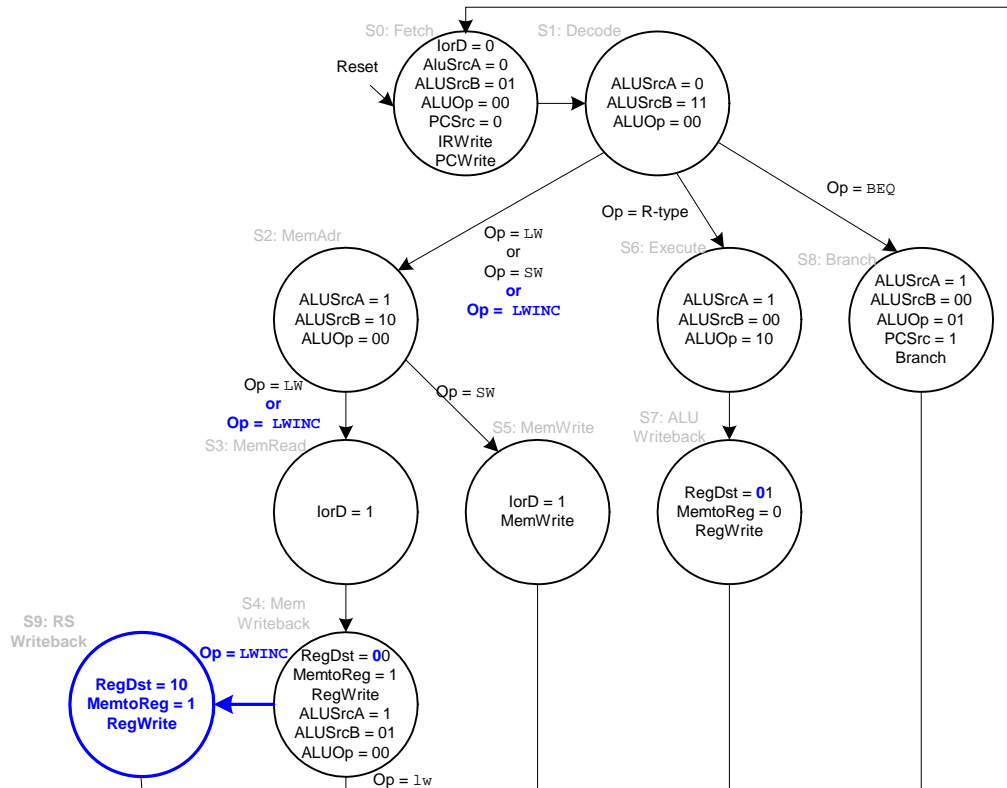 S0: Fetch
IorD = 0
AluSrcA = 0
ALUSrcB = 01
ALUOp = 00
PCSrc = 0
IRWrite
PCWrite
Reset
S1: Decode
ALUSrcA = 0
ALUSrcB = 11
ALUOp = 00
Op = BEQ
Op = R-type
Op = LW
or
Op = SW
or
Op = LWINC
S2: MemAdr
ALUSrcA = 1
ALUSrcB = 10
ALUOp = 00
S6: Execute
ALUSrcA = 1
ALUSrcB = 00
ALUOp = 10
S8: Branch
ALUSrcA = 1
ALUSrcB = 00
ALUOp = 01
PCSrc = 1
Branch
Op = LW
or
Op = LWINC
Op = SW
S3: MemRead
IorD = 1
S5: MemWrite
IorD = 1
MemWrite
S7: ALU
Writeback
RegDst = 01
MemtoReg = 0
RegWrite
S4: Mem
Writeback
RegDst = 00
MemtoReg = 1
RegWrite
ALUSrcA = 1
ALUSrcB = 01
ALUOp = 00
Op = LWINC
S9: RS
Writeback
RegDst = 10
MemtoReg = 1
RegWrite
Op = lw